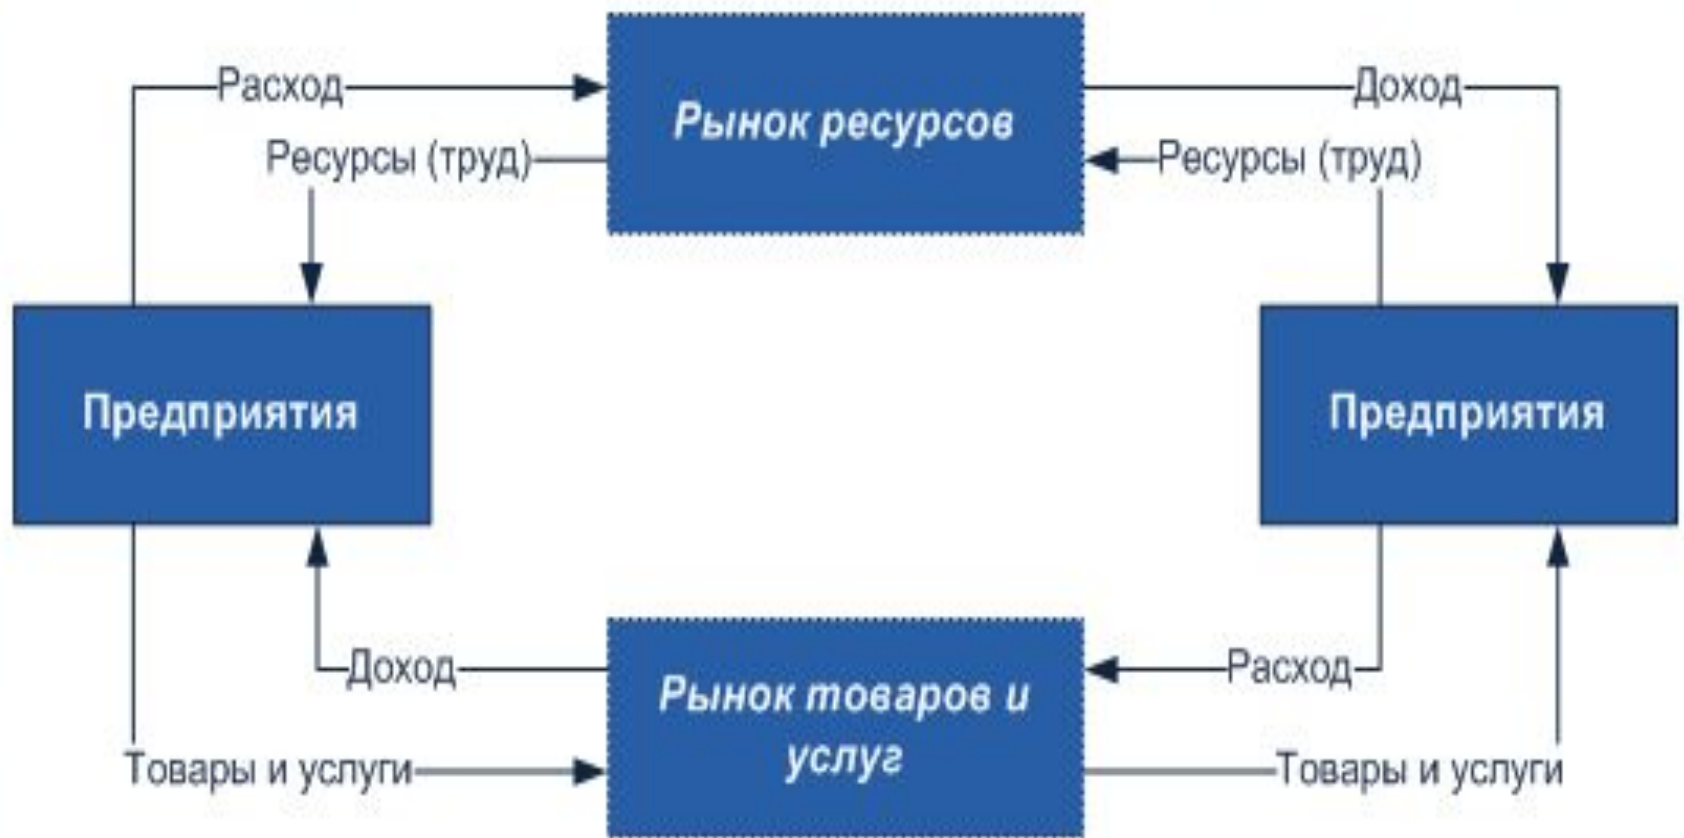 Расход
Рынок ресурсов
Доход
Ресурсы (труд)
Ресурсы (труд)
Предприятия
Предприятия
Доход
Рынок товаров и
услуг
Расход
Товары и услуги
Товары и услуги